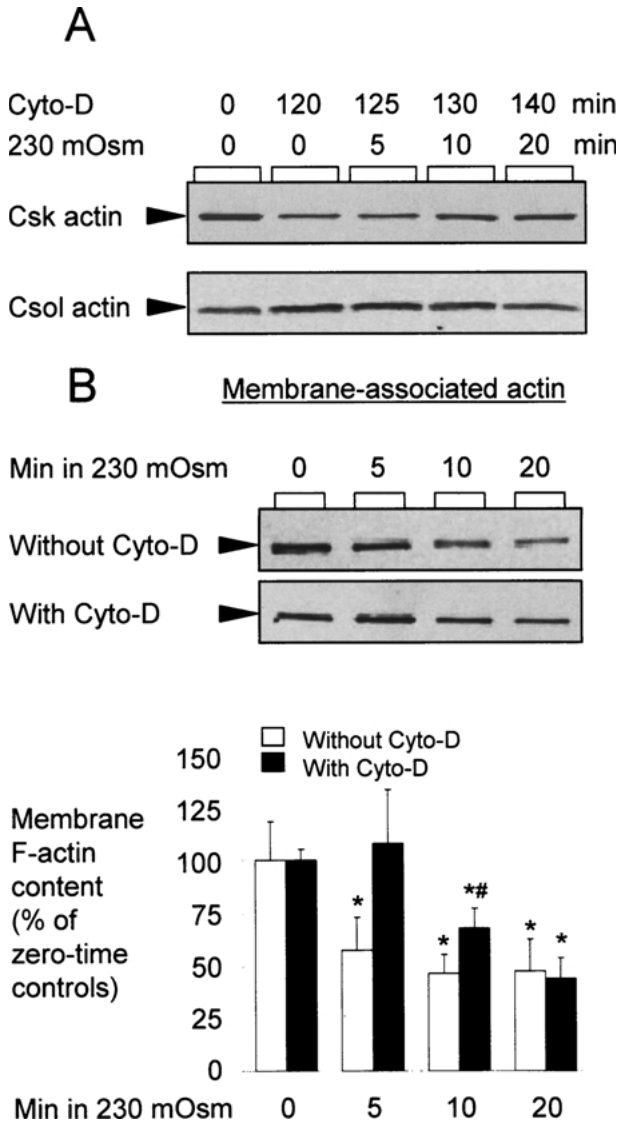 A
Cyto-D 0 120 125 130 140 min
230 mOsm 0 0 5 10 20 min
Csk actin
Csol actin
B
Membrane-associated actin
Min in 230 mOsm 0 5 10 20
Without Cyto-D
With Cyto-D
Without Cyto-D
With Cyto-D
Membrane
F-actin
content
(% of
zero-time
controls)
150
125
100
75
50
25
0
* * *# * *
Min in 230 mOsm 0 5 10 20